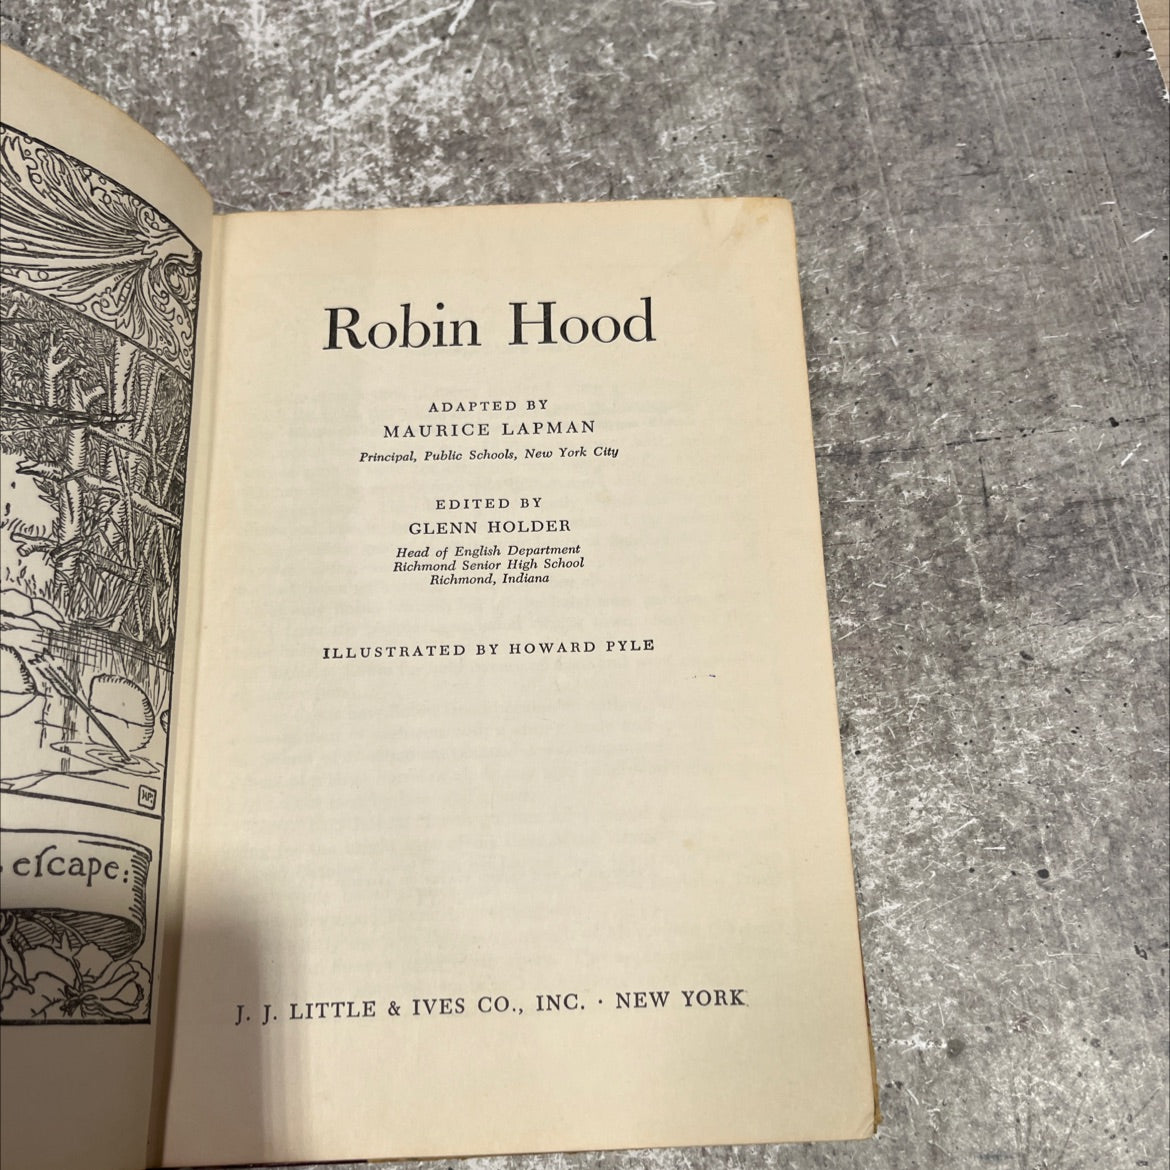 HP.
escape:
Robin Hood
ADAPTED BY
MAURICE LAPMAN
Principal, Public Schools, New York City
EDITED BY
GLENN HOLDER
Head of English Department
Richmond Senior High School
Richmond, Indiana
ILLUSTRATED BY HOWARD PYLE
J. J. LITTLE & IVES CO., INC. · NEW YORK